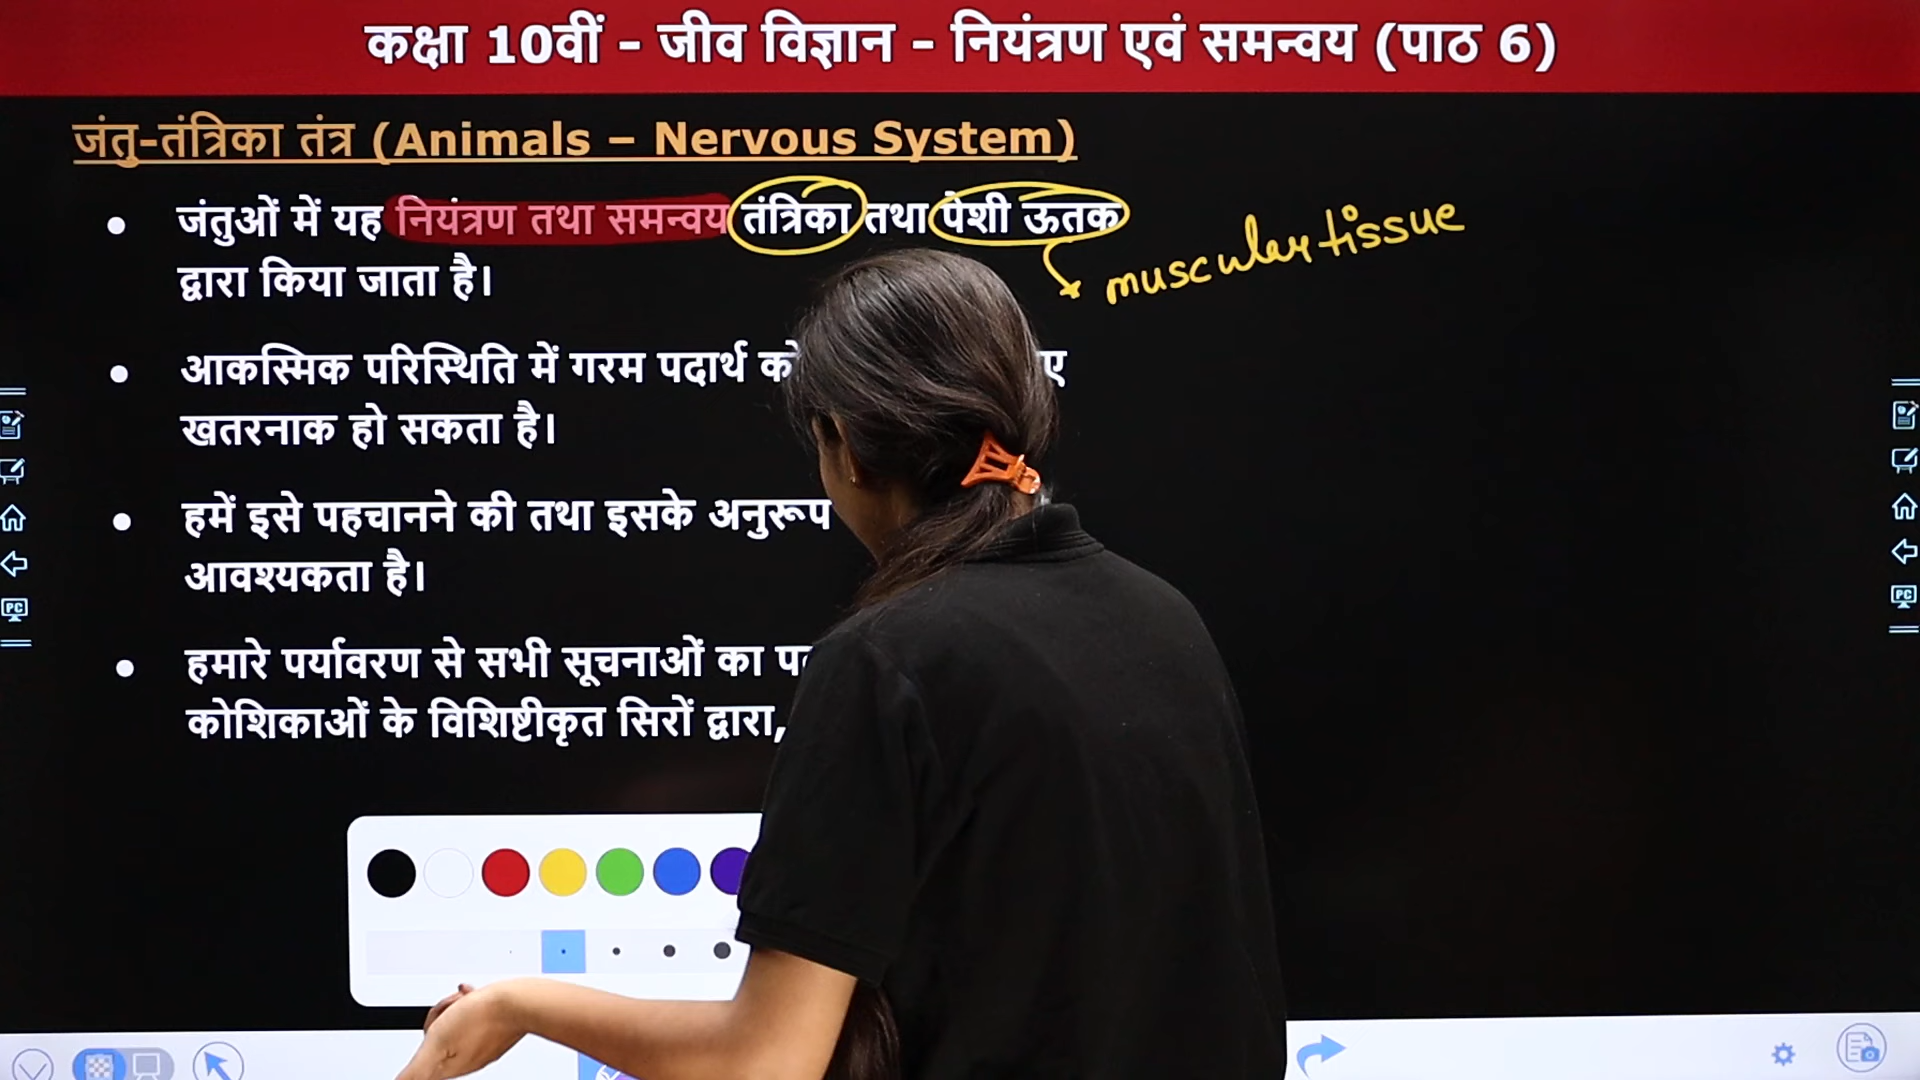 कक्षा 10वीं - जीव विज्ञान - नियंत्रण एवं समन्वय (पाठ 6)
जंतु-तंत्रिका तंत्र (Animals – Nervous System)
• जंतुओं में यह नियंत्रण तथा समन्वय तंत्रिका तथा पेशी ऊतक
द्वारा किया जाता है।
muscular tissue
• आकस्मिक परिस्थिति में गरम पदार्थ
खतरनाक हो सकता है।
• हमें इसे पहचानने की तथा इसके अनुरूप
आवश्यकता है।
• हमारे पर्यावरण से सभी सूचनाओं का
कोशिकाओं के विशिष्टीकृत सिरों द्वारा,
PC
PC